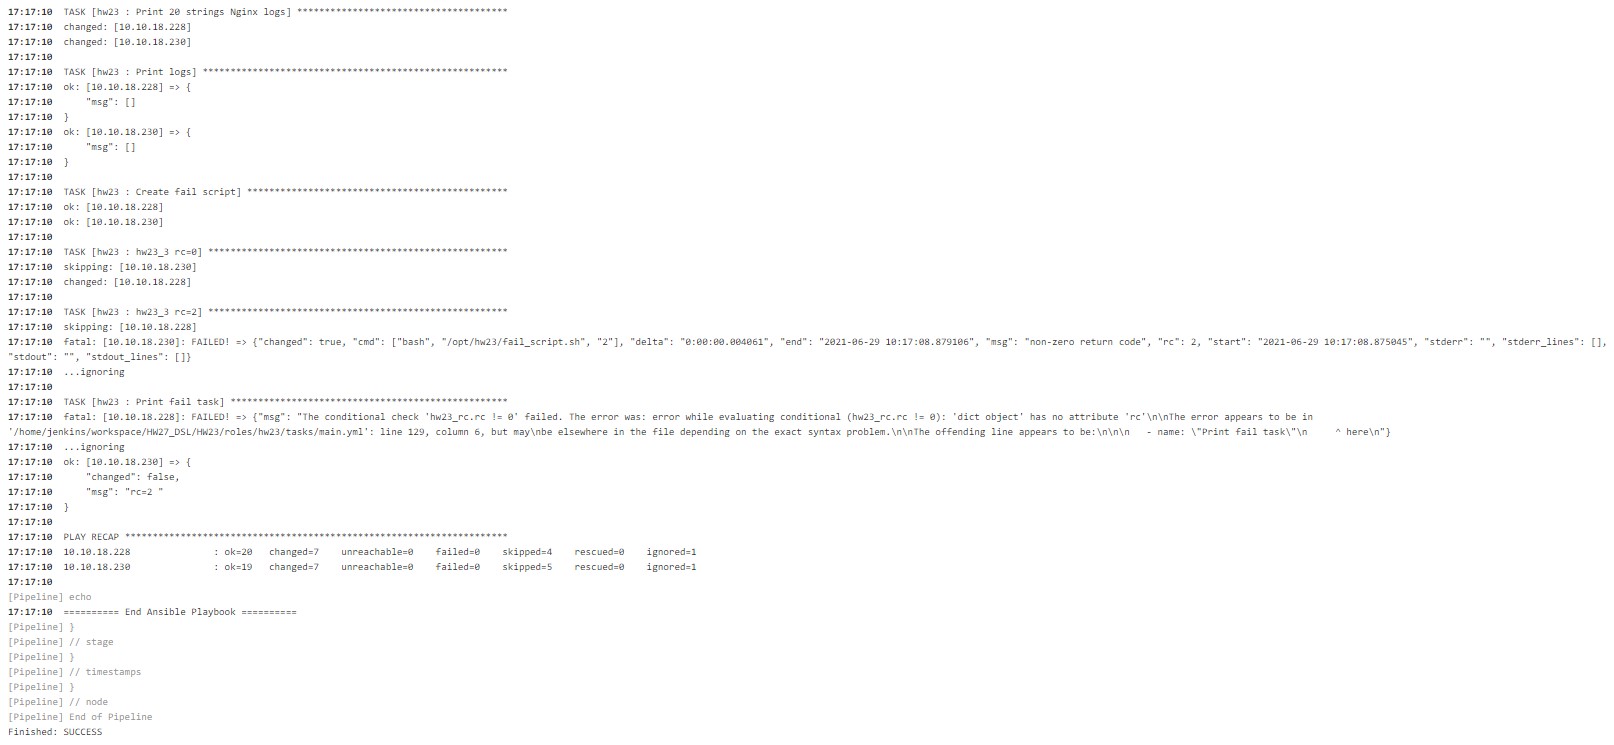 17:17:10 TASK [hw23 : Print 20 strings Nginx logs] **************************************
17:17:10 changed: [10.10.18.228]
17:17:10 changed: [10.10.18.230]
17:17:10
17:17:10 TASK [hw23 : Print logs] *******************************************************
17:17:10 ok: [10.10.18.228] => {
17:17:10     "msg": []
17:17:10 }
17:17:10 ok: [10.10.18.230] => {
17:17:10     "msg": []
17:17:10 }
17:17:10
17:17:10 TASK [hw23 : Create fail script] ***********************************************
17:17:10 ok: [10.10.18.228]
17:17:10 ok: [10.10.18.230]
17:17:10
17:17:10 TASK [hw23 : hw23_3 rc=0] ******************************************************
17:17:10 skipping: [10.10.18.230]
17:17:10 changed: [10.10.18.228]
17:17:10
17:17:10 TASK [hw23 : hw23_3 rc=2] ******************************************************
17:17:10 skipping: [10.10.18.228]
17:17:10 fatal: [10.10.18.230]: FAILED! => {"changed": true, "cmd": ["bash", "/opt/hw23/fail_script.sh", "2"], "delta": "0:00:00.004061", "end": "2021-06-29 10:17:08.879106", "msg": "non-zero return code", "rc": 2, "start": "2021-06-29 10:17:08.875045", "stderr": "", "stderr_lines": [],
"stdout": "", "stdout_lines": []}
17:17:10 ...ignoring
17:17:10
17:17:10 TASK [hw23 : Print fail task] **************************************************
17:17:10 fatal: [10.10.18.228]: FAILED! => {"msg": "The conditional check 'hw23_rc.rc != 0' failed. The error was: error while evaluating conditional (hw23_rc.rc != 0): 'dict object' has no attribute 'rc'\n\nThe error appears to be in
'/home/jenkins/workspace/HW27_DSL/HW23/roles/hw23/tasks/main.yml': line 129, column 6, but may\nbe elsewhere in the file depending on the exact syntax problem.\n\nThe offending line appears to be:\n\n\n   - name: \"Print fail task\"\n     ^ here\n"}
17:17:10 ...ignoring
17:17:10 ok: [10.10.18.230] => {
17:17:10     "changed": false,
17:17:10     "msg": "rc=2 "
17:17:10 }
17:17:10
17:17:10 PLAY RECAP *********************************************************************
17:17:10 10.10.18.228               : ok=20   changed=7    unreachable=0    failed=0    skipped=4    rescued=0    ignored=1
17:17:10 10.10.18.230               : ok=19   changed=7    unreachable=0    failed=0    skipped=5    rescued=0    ignored=1
17:17:10
[Pipeline] echo
17:17:10 ========== End Ansible Playbook ==========
[Pipeline] }
[Pipeline] // stage
[Pipeline] }
[Pipeline] // timestamps
[Pipeline] }
[Pipeline] // node
[Pipeline] End of Pipeline
Finished: SUCCESS